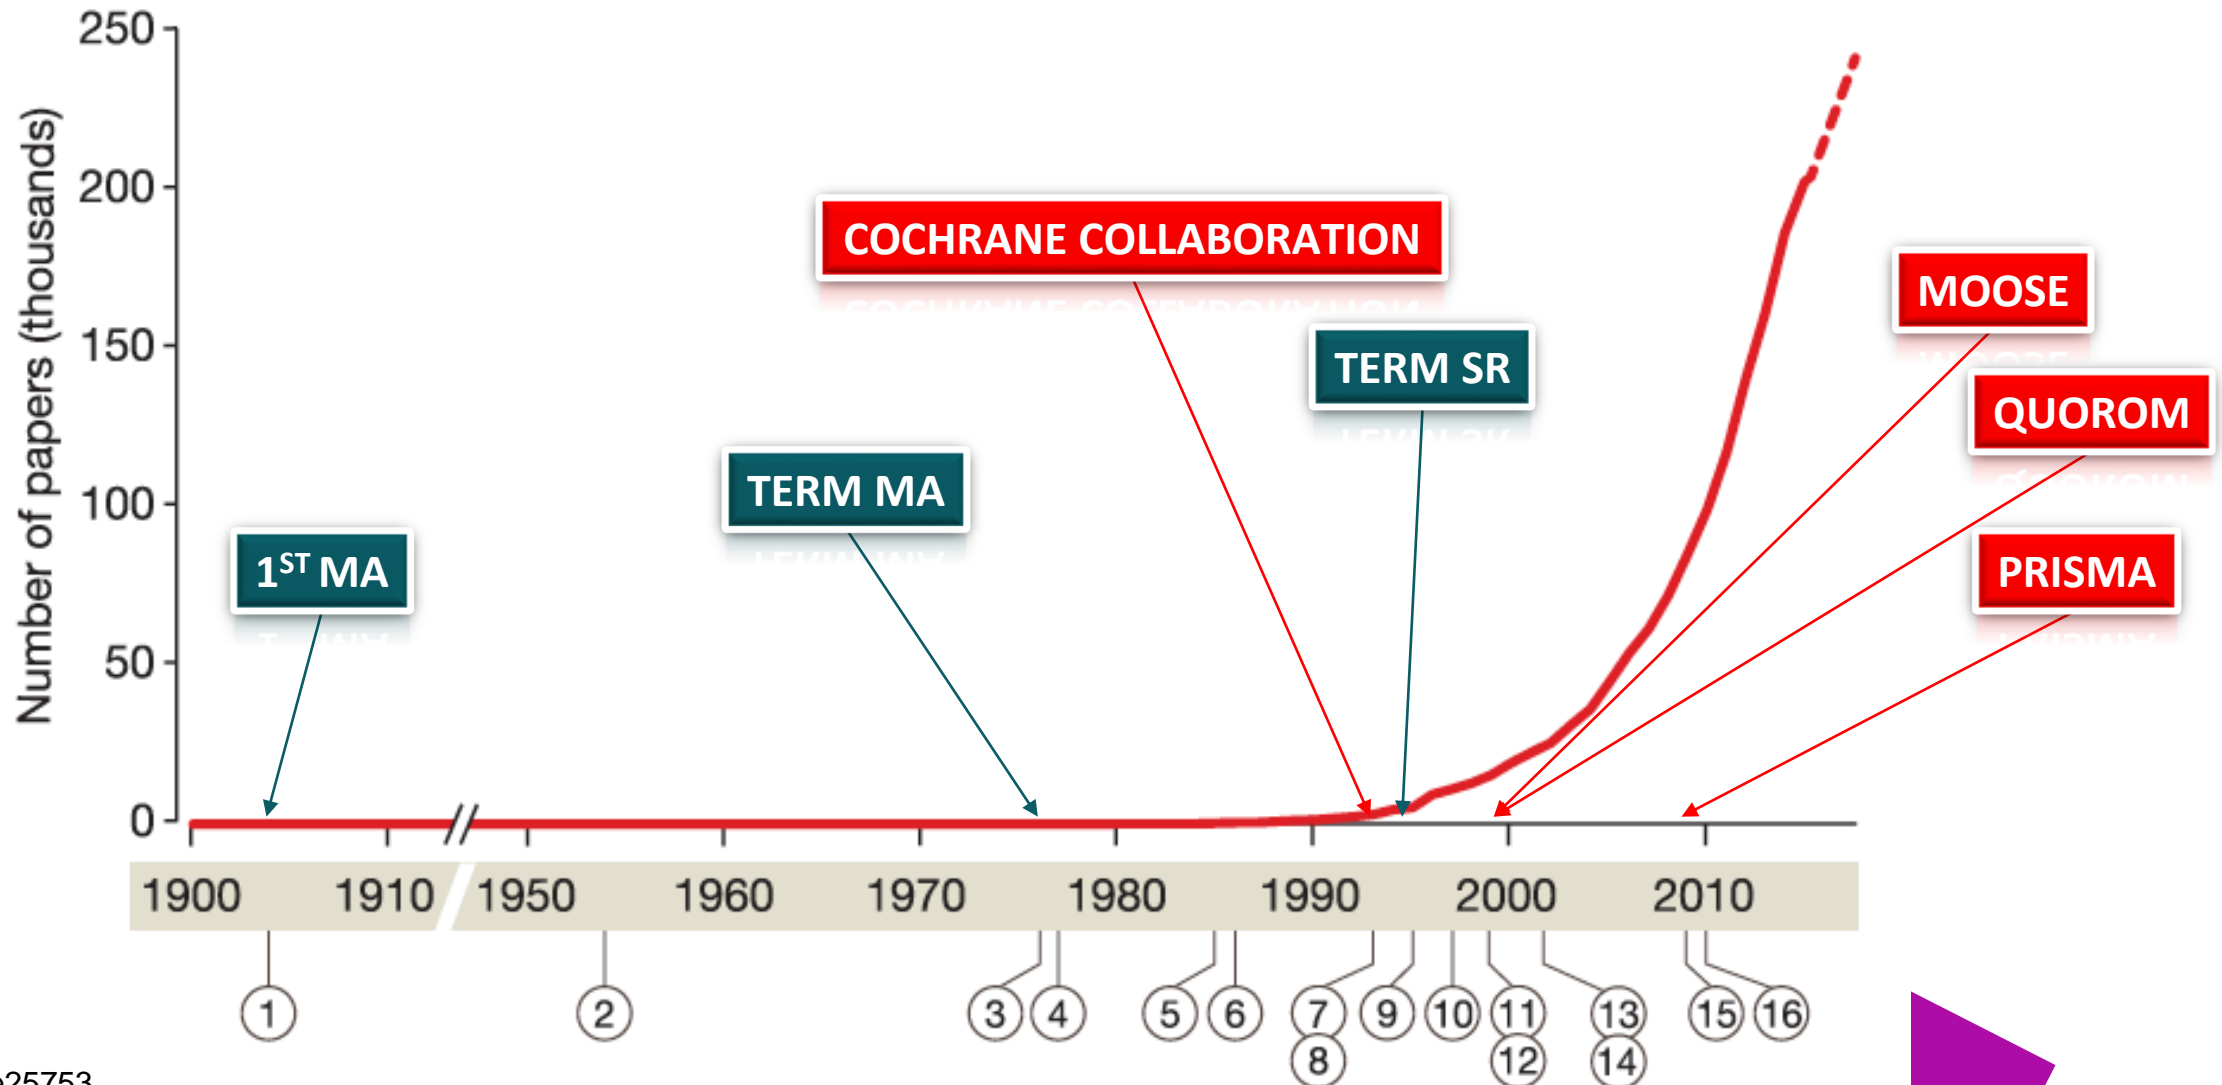 Number of papers (thousands)
250
200
150
100
50
0
COCHRANE COLLABORATION
MOOSE
TERM SR
QUOROM
TERM MA
1ST MA
PRISMA
1900 1910 1950 1960 1970 1980 1990 2000 2010
1 2 3 4 5 6 7 9 10 11 13 15 16
8 12 14